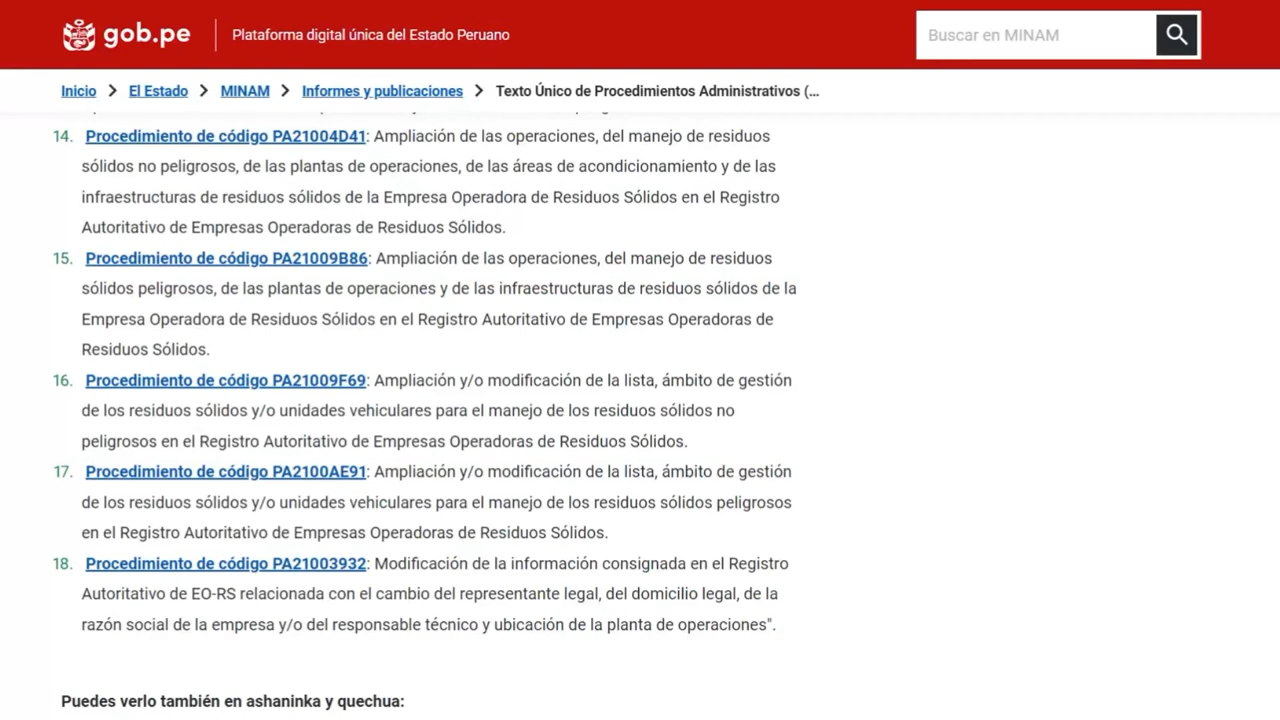 gob.pe
Plataforma digital única del Estado Peruano
Buscar en MINAM
Inicio > El Estado > MINAM > Informes y publicaciones > Texto Único de Procedimientos Administrativos (...
14. Procedimiento de código PA21004D41: Ampliación de las operaciones, del manejo de residuos
sólidos no peligrosos, de las plantas de operaciones, de las áreas de acondicionamiento y de las
infraestructuras de residuos sólidos de la Empresa Operadora de Residuos Sólidos en el Registro
Autoritativo de Empresas Operadoras de Residuos Sólidos.
15. Procedimiento de código PA21009B86: Ampliación de las operaciones, del manejo de residuos
sólidos peligrosos, de las plantas de operaciones y de las infraestructuras de residuos sólidos de la
Empresa Operadora de Residuos Sólidos en el Registro Autoritativo de Empresas Operadoras de
Residuos Sólidos.
16. Procedimiento de código PA21009F69: Ampliación y/o modificación de la lista, ámbito de gestión
de los residuos sólidos y/o unidades vehiculares para el manejo de los residuos sólidos no
peligrosos en el Registro Autoritativo de Empresas Operadoras de Residuos Sólidos.
17. Procedimiento de código PA2100AE91: Ampliación y/o modificación de la lista, ámbito de gestión
de los residuos sólidos y/o unidades vehiculares para el manejo de los residuos sólidos peligrosos
en el Registro Autoritativo de Empresas Operadoras de Residuos Sólidos.
18. Procedimiento de código PA21003932: Modificación de la información consignada en el Registro
Autoritativo de EO-RS relacionada con el cambio del representante legal, del domicilio legal, de la
razón social de la empresa y/o del responsable técnico y ubicación de la planta de operaciones".
Puedes verlo también en ashaninka y quechua: